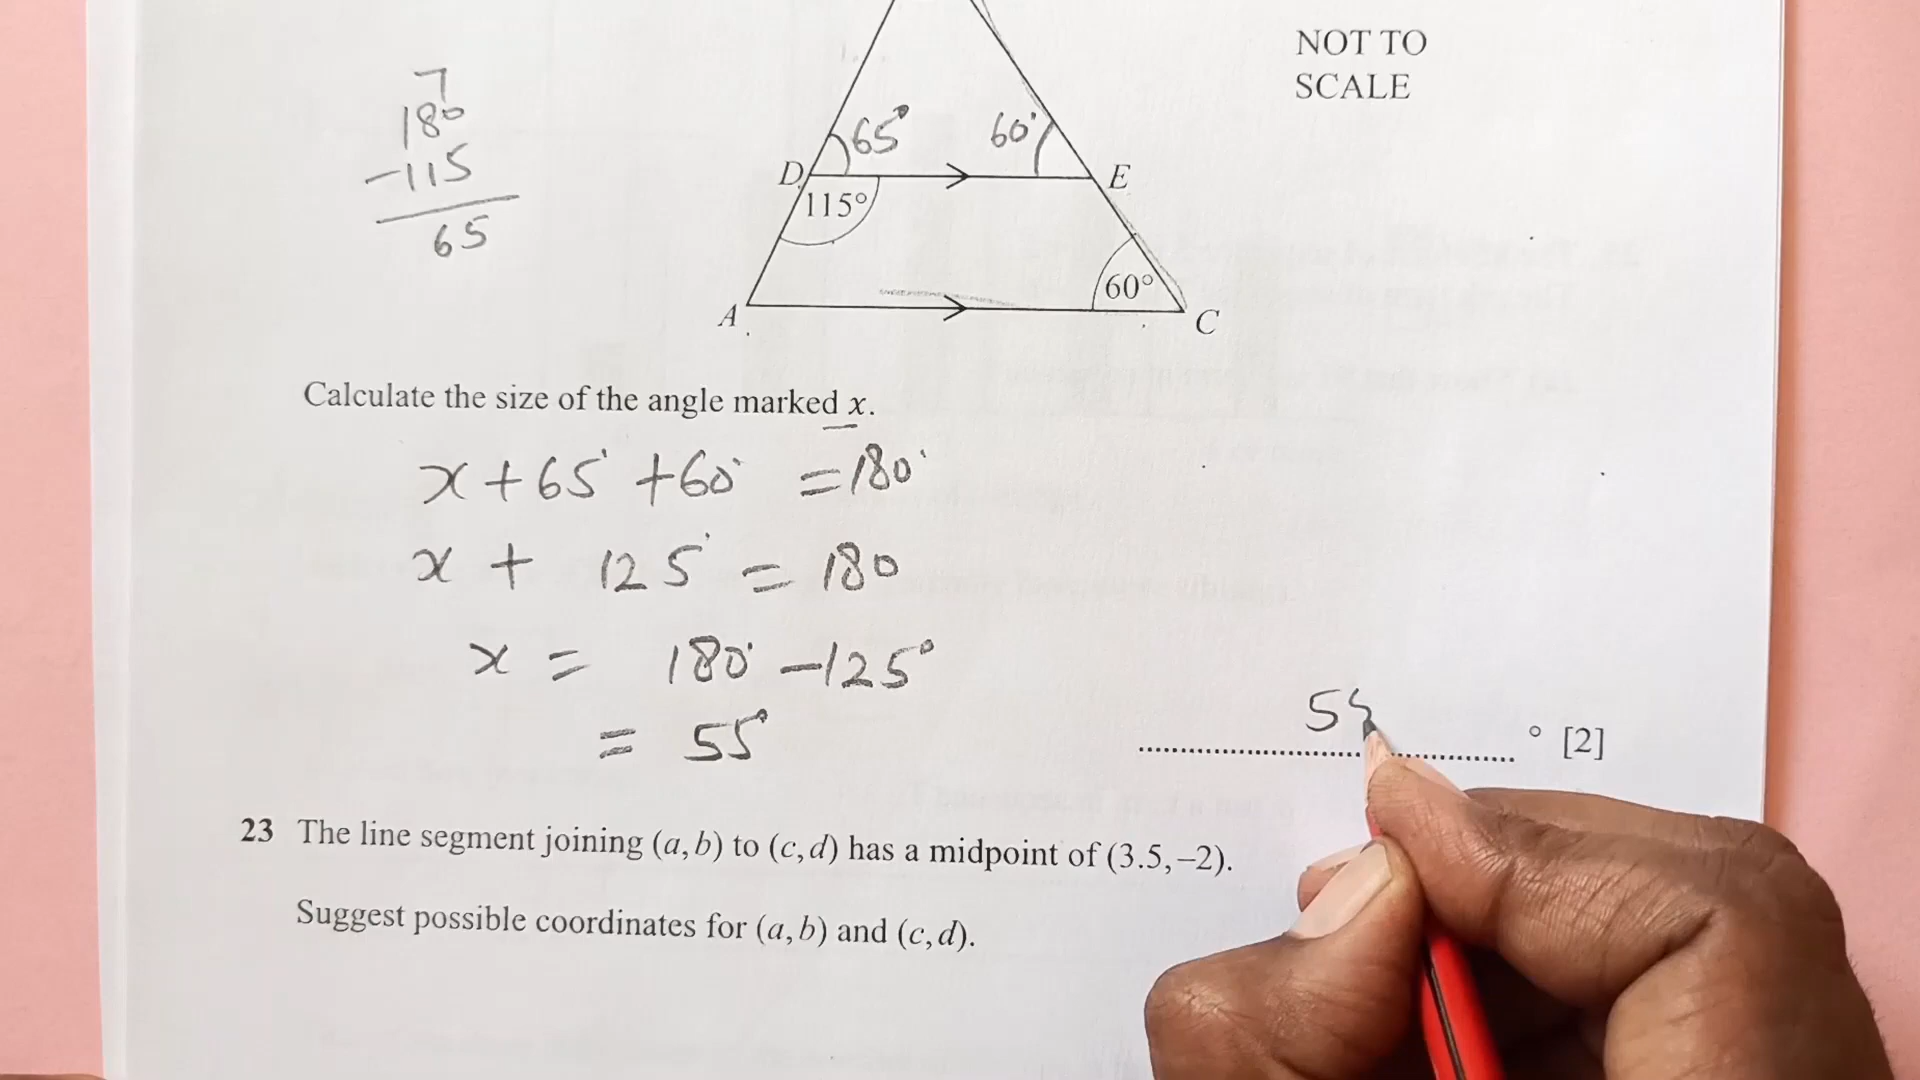 NOT TO
SCALE
7
180
-115
65
65°
60°
D
E
115°
60°
A
C
Calculate the size of the angle marked x.
x + 65° + 60° = 180°
x + 125° = 180
x = 180° - 125°
= 55°
55
° [2]
23 The line segment joining (a, b) to (c, d) has a midpoint of (3.5, –2).
Suggest possible coordinates for (a, b) and (c, d).